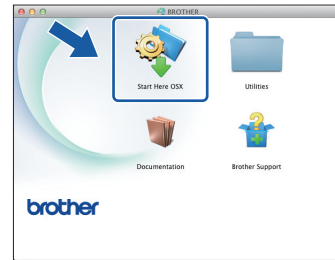 BROTHER
Start Here OSX
Utilities
Documentation
Brother Support
brother